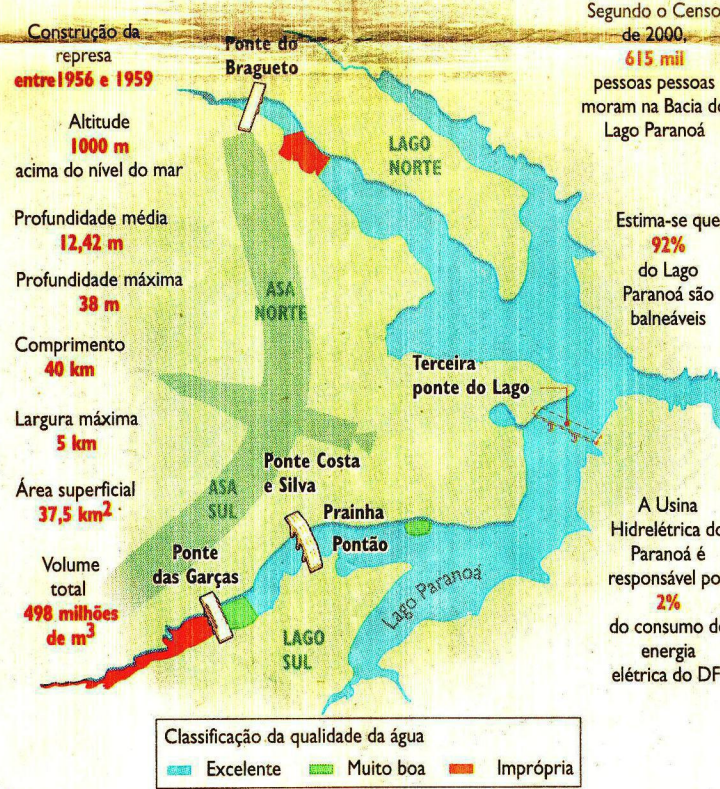 Construção da
represa
entre1956 e 1959
Altitude
1000 m
acima do nível do mar
Profundidade média
12,42 m
Profundidade máxima
38 m
Comprimento
40 km
Largura máxima
5 km
Área superficial
37,5 km²
Volume
total
498 milhões
de m³
Ponte do
Bragueto
LAGO
NORTE
ASA
NORTE
Terceira
ponte do Lago
Ponte Costa
e Silva
ASA
SUL
Prainha
Pontão
Ponte
das Garças
Lago Paranoá
LAGO
SUL
Segundo o Censo
de 2000,
615 mil
pessoas pessoas
moram na Bacia do
Lago Paranoá
Estima-se que
92%
do Lago
Paranoá são
balneáveis
A Usina
Hidrelétrica do
Paranoá é
responsável po
2%
do consumo de
energia
elétrica do DF
Classificação da qualidade da água
Excelente Muito boa Imprópria